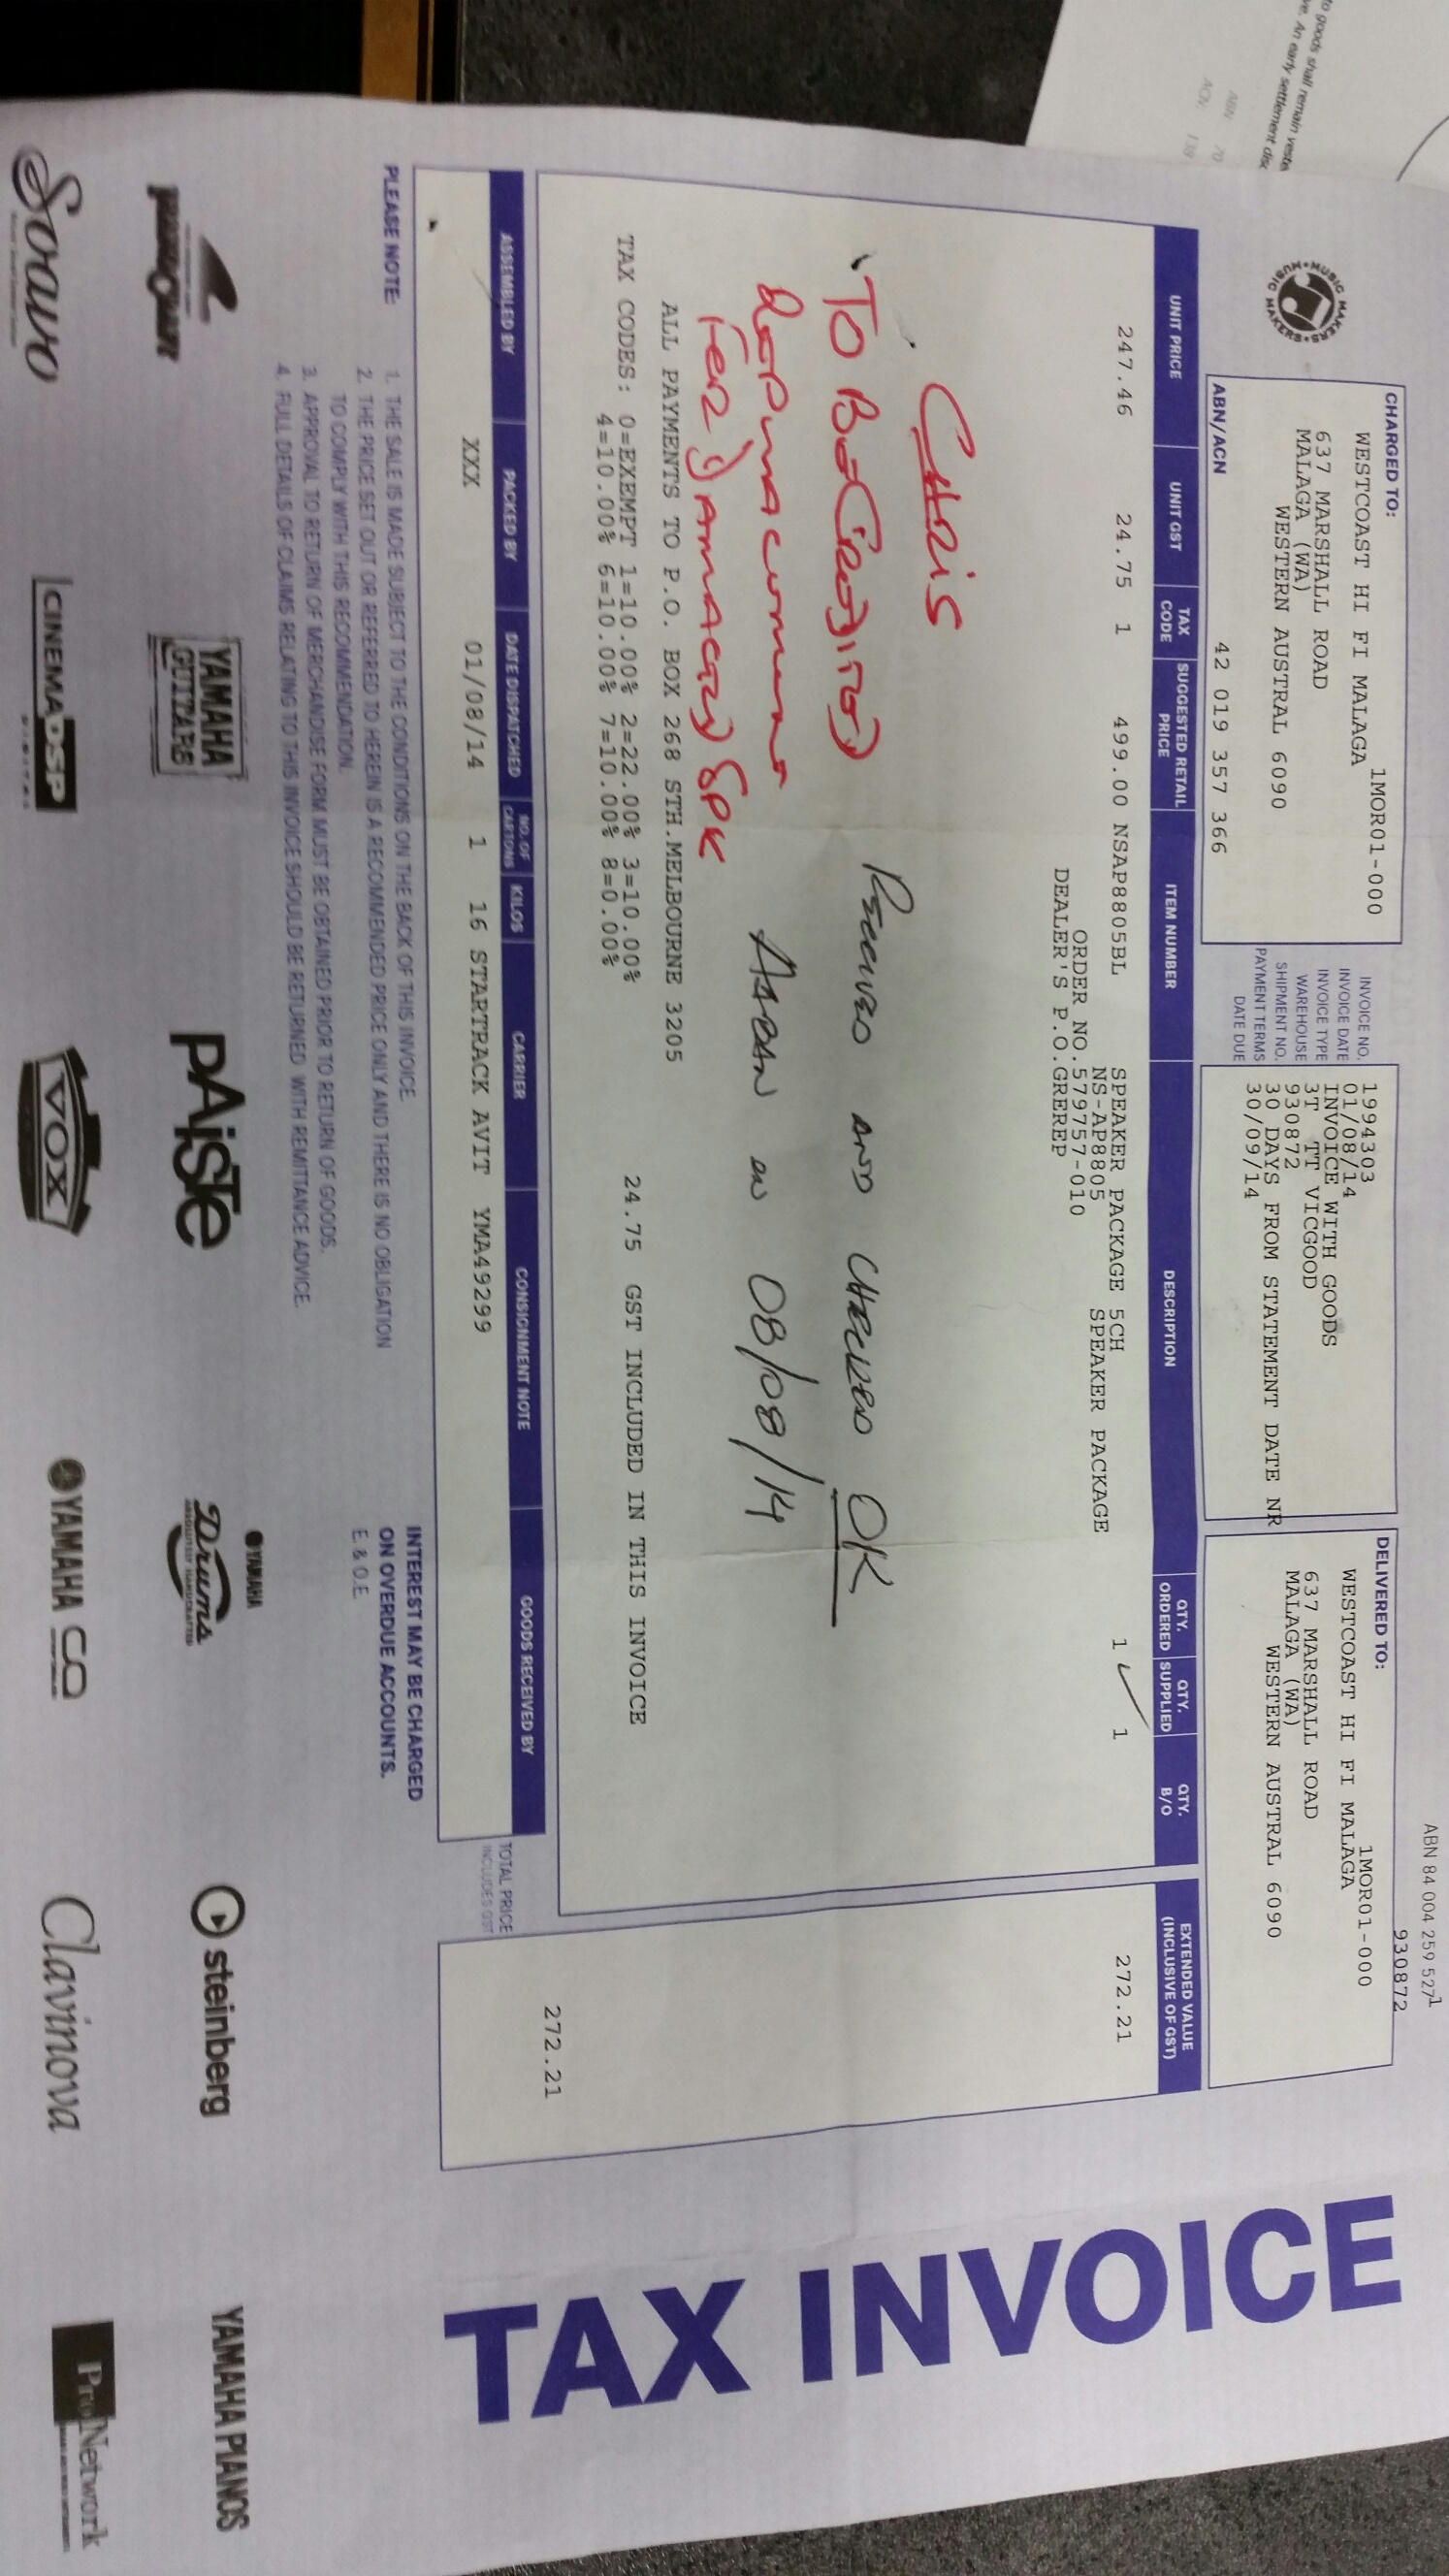 to goods shall remain veste
ve. An early settlement disc
ABN: 70
ACN: 138
ABN 84 004 259 527
1
930872
MUSIC MAKERS • MUSIC MAKERS •
CHARGED TO:
1MOR01-000
WESTCOAST HI FI MALAGA
637 MARSHALL ROAD
MALAGA (WA)
WESTERN AUSTRAL 6090
ABN/ACN 42 019 357 366
INVOICE NO. 1994303
INVOICE DATE 01/08/14
INVOICE TYPE INVOICE WITH GOODS
WAREHOUSE 3T TT VICGOOD
SHIPMENT NO. 930872
PAYMENT TERMS 30 DAYS FROM STATEMENT DATE NR
DATE DUE 30/09/14
DELIVERED TO:
1MOR01-000
WESTCOAST HI FI MALAGA
637 MARSHALL ROAD
MALAGA (WA)
WESTERN AUSTRAL 6090
TAX INVOICE
UNIT PRICE UNIT GST TAX CODE SUGGESTED RETAIL PRICE ITEM NUMBER DESCRIPTION QTY. ORDERED QTY. SUPPLIED QTY. B/O EXTENDED VALUE (INCLUSIVE OF GST)
247.46 24.75 1 499.00 NSAP8805BL SPEAKER PACKAGE 5CH 1 1 272.21
NS-AP8805 SPEAKER PACKAGE
ORDER NO.579757-010
DEALER'S P.O.GREREP
CHRIS
TO BE CREDITED
RECEIVED AND CHECKED OK
FOR DAMAGED SPK
ADRAN ON 08/08/14
ALL PAYMENTS TO P.O. BOX 268 STH.MELBOURNE 3205
TAX CODES: 0=EXEMPT 1=10.00% 2=22.00% 3=10.00% 24.75 GST INCLUDED IN THIS INVOICE
4=10.00% 6=10.00% 7=10.00% 8=0.00%
272.21
ASSEMBLED BY PACKED BY DATE DISPATCHED NO. OF CARTONS KILOS CARRIER CONSIGNMENT NOTE GOODS RECEIVED BY
TOTAL PRICE
INCLUDES GST
XXX 01/08/14 1 16 STARTRACK AVIT YMA49299
PLEASE NOTE:
1. THE SALE IS MADE SUBJECT TO THE CONDITIONS ON THE BACK OF THIS INVOICE.
2. THE PRICE SET OUT OR REFERRED TO HEREIN IS A RECOMMENDED PRICE ONLY AND THERE IS NO OBLIGATION
TO COMPLY WITH THIS RECOMMENDATION.
3. APPROVAL TO RETURN OF MERCHANDISE FORM MUST BE OBTAINED PRIOR TO RETURN OF GOODS.
4. FULL DETAILS OF CLAIMS RELATING TO THIS INVOICE SHOULD BE RETURNED WITH REMITTANCE ADVICE.
INTEREST MAY BE CHARGED
ON OVERDUE ACCOUNTS.
E. & O.E.
YAMAHA GUITARS
PAiSTe
YAMAHA Drums
ABSOLUTELY HANDCRAFTED
steinberg
YAMAHA PIANOS
Soavo
CINEMA DSP
DIGITAL
VOX
YAMAHA
Clavinova
ProNetwork